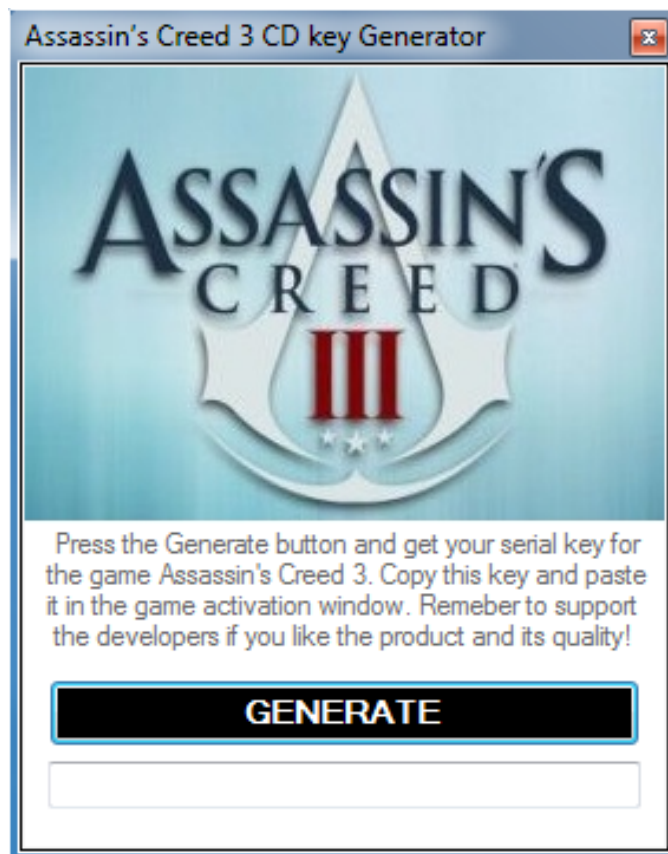 Assassin's Creed 3 CD key Generator
ASSASSIN'S
CREED
III
Press the Generate button and get your serial key for
the game Assassin's Creed 3. Copy this key and paste
it in the game activation window. Remeber to support
the developers if you like the product and its quality!
GENERATE